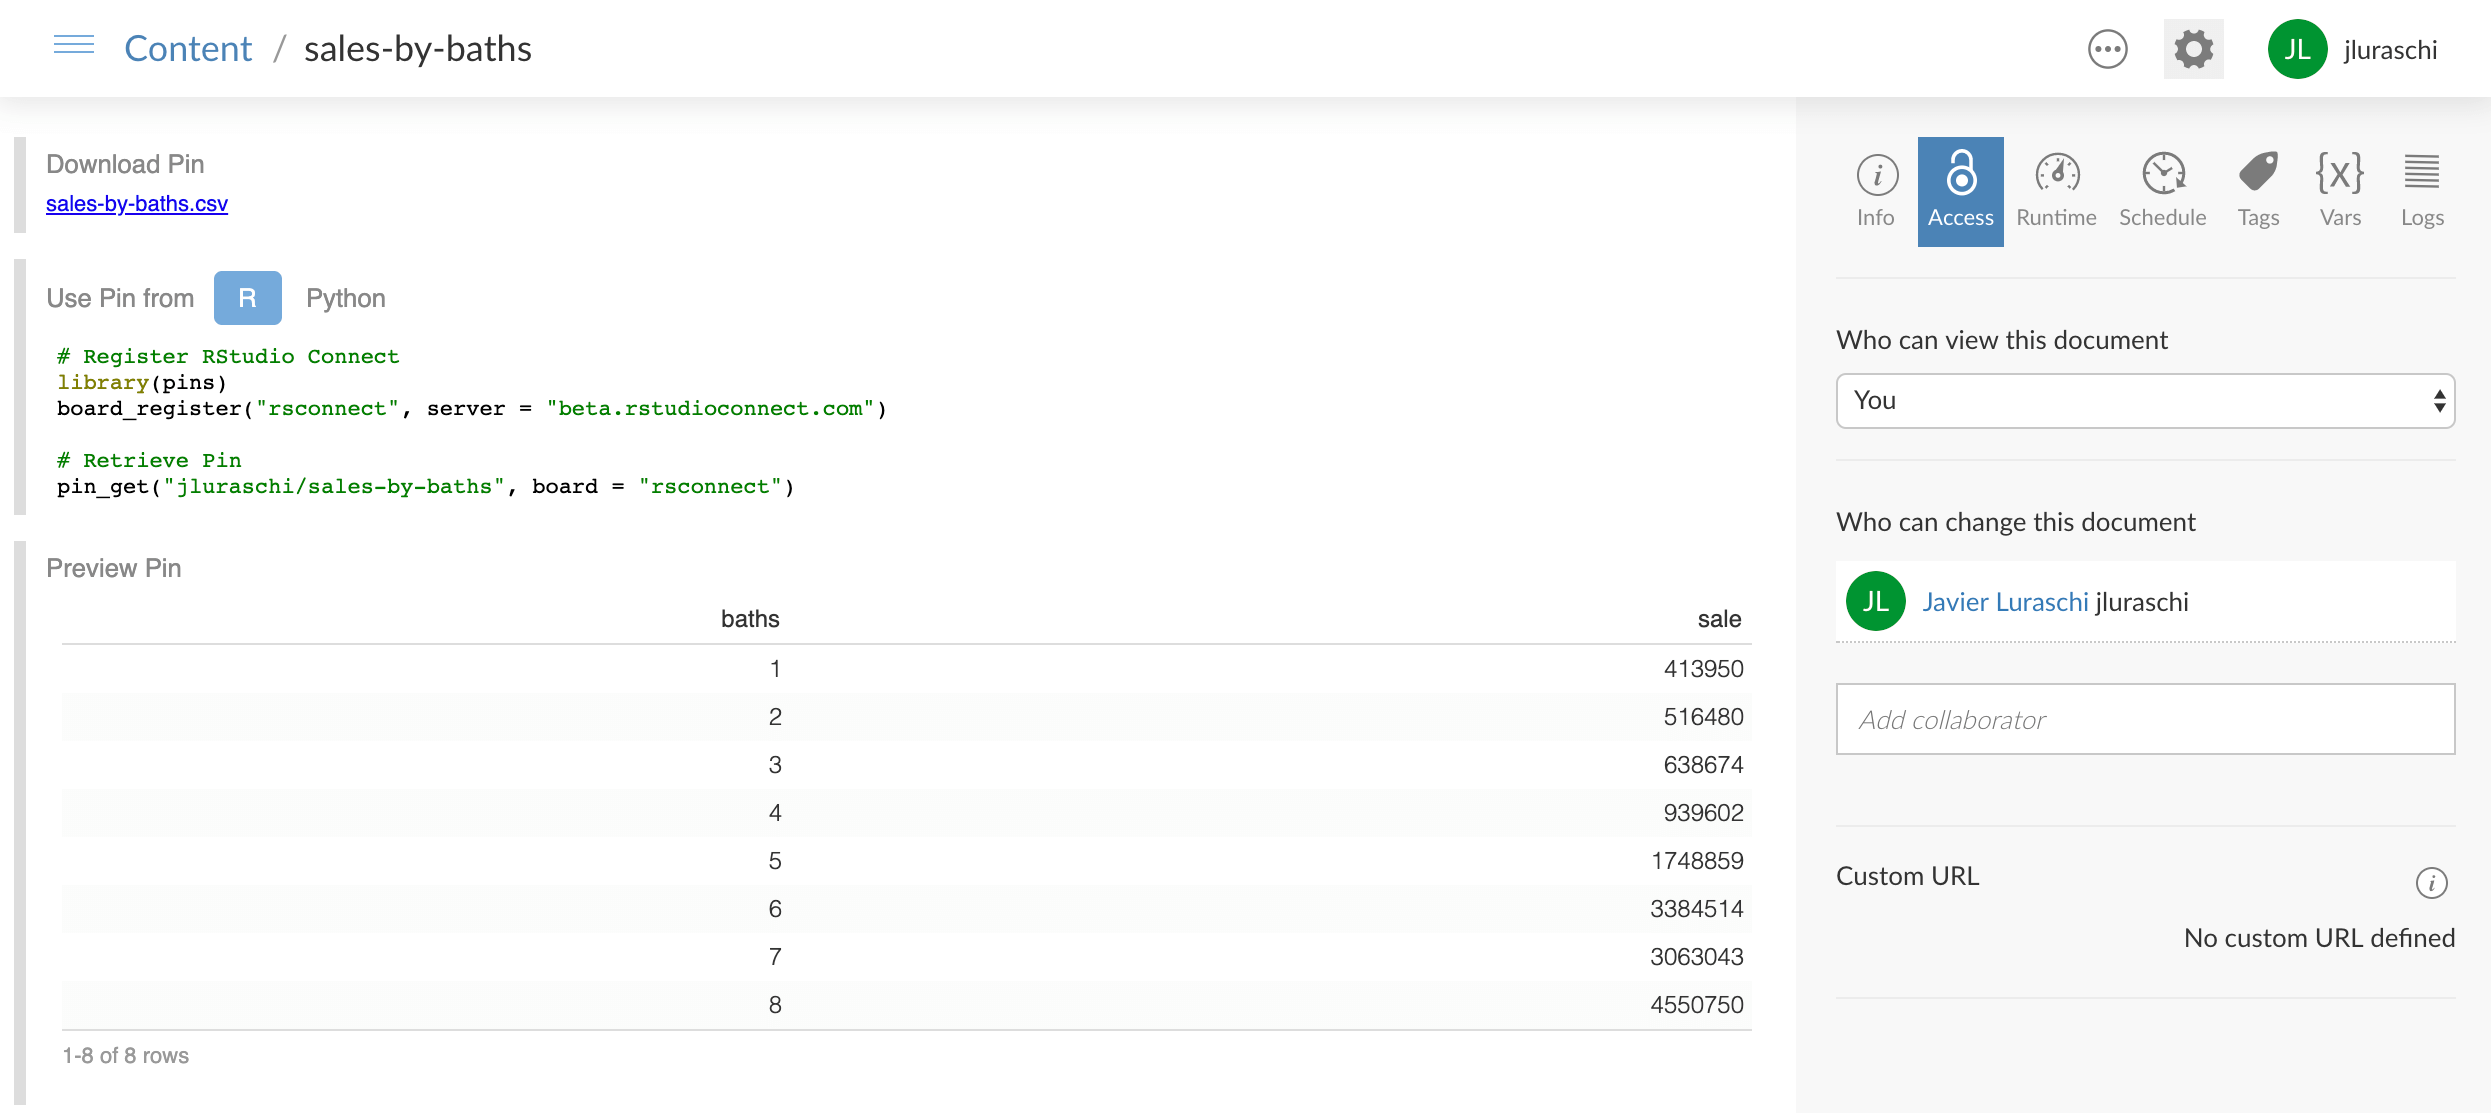 Content / sales-by-baths
JL jluraschi
Download Pin
sales-by-baths.csv
Use Pin from R Python
# Register RStudio Connect
library(pins)
board_register("rsconnect", server = "beta.rstudioconnect.com")
# Retrieve Pin
pin_get("jluraschi/sales-by-baths", board = "rsconnect")
Preview Pin
baths sale
1 413950
2 516480
3 638674
4 939602
5 1748859
6 3384514
7 3063043
8 4550750
1-8 of 8 rows
i {x}
Info Access Runtime Schedule Tags Vars Logs
Who can view this document
You
Who can change this document
JL Javier Luraschi jluraschi
Add collaborator
Custom URL i
No custom URL defined